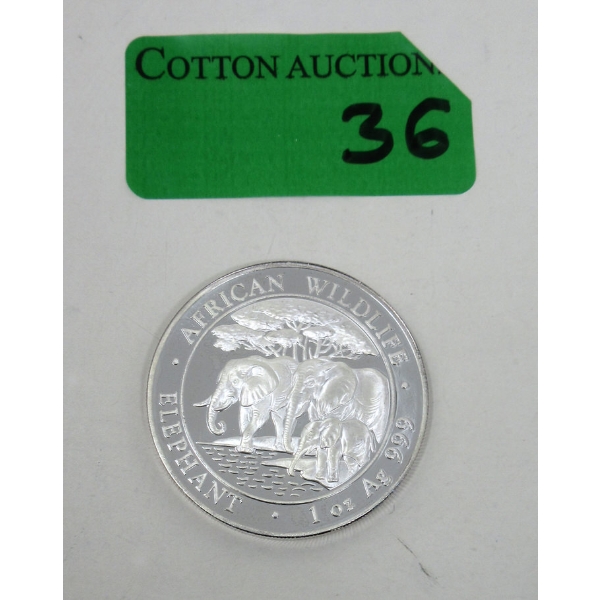 COTTON AUCTION
36
AFRICAN WILDLIFE
ELEPHANT · 1 oz Ag 999